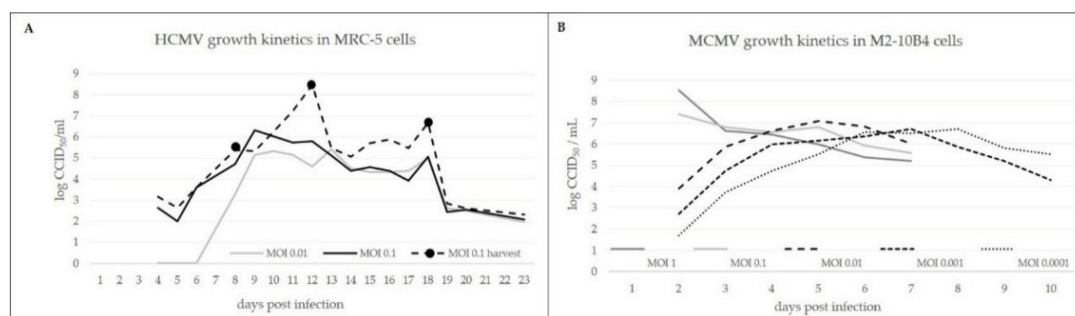 A
HCMV growth kinetics in MRC-5 cells
log CCID50/ml
9
8
7
6
5
4
3
2
1
0
MOI 0.01 MOI 0.1 MOI 0.1 harvest
1 2 3 4 5 6 7 8 9 10 11 12 13 14 15 16 17 18 19 20 21 22 23
days post infection
B
MCMV growth kinetics in M2-10B4 cells
log CCID50 / mL
9
8
7
6
5
4
3
2
1
0
MOI 1 MOI 0.1 MOI 0.01 MOI 0.001 MOI 0.0001
1 2 3 4 5 6 7 8 9 10
days post infection